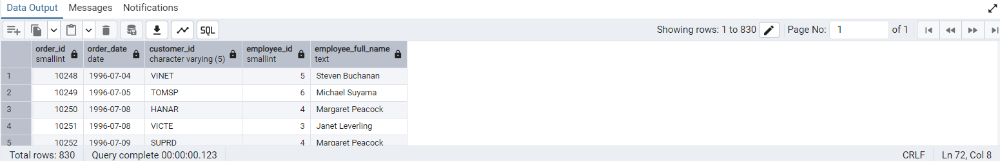 Data Output Messages Notifications
SQL Showing rows: 1 to 830 Page No: 1 of 1
order_id order_date customer_id employee_id employee_full_name
smallint date character varying (5) smallint text
1 10248 1996-07-04 VINET 5 Steven Buchanan
2 10249 1996-07-05 TOMSP 6 Michael Suyama
3 10250 1996-07-08 HANAR 4 Margaret Peacock
4 10251 1996-07-08 VICTE 3 Janet Leverling
5 10252 1996-07-09 SUPRD 4 Margaret Peacock
Total rows: 830 Query complete 00:00:00.123 CRLF Ln 72, Col 8